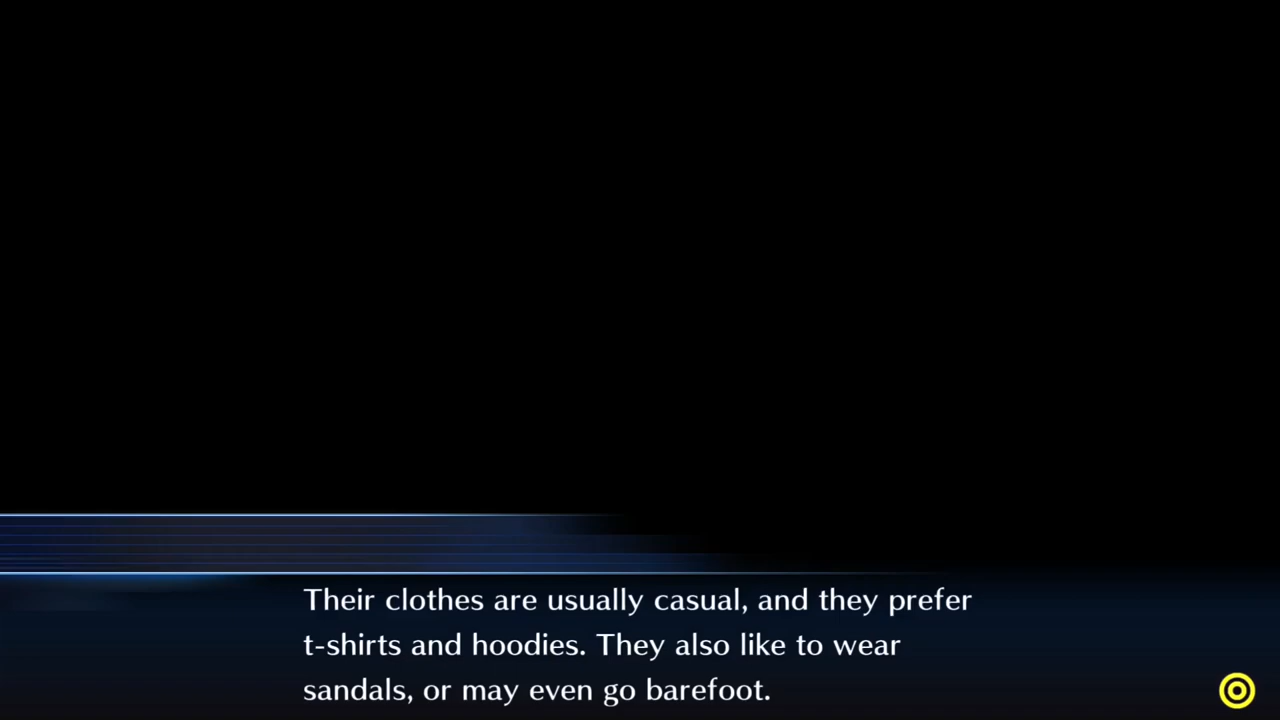 Their clothes are usually casual, and they prefer
t-shirts and hoodies. They also like to wear
sandals, or may even go barefoot.